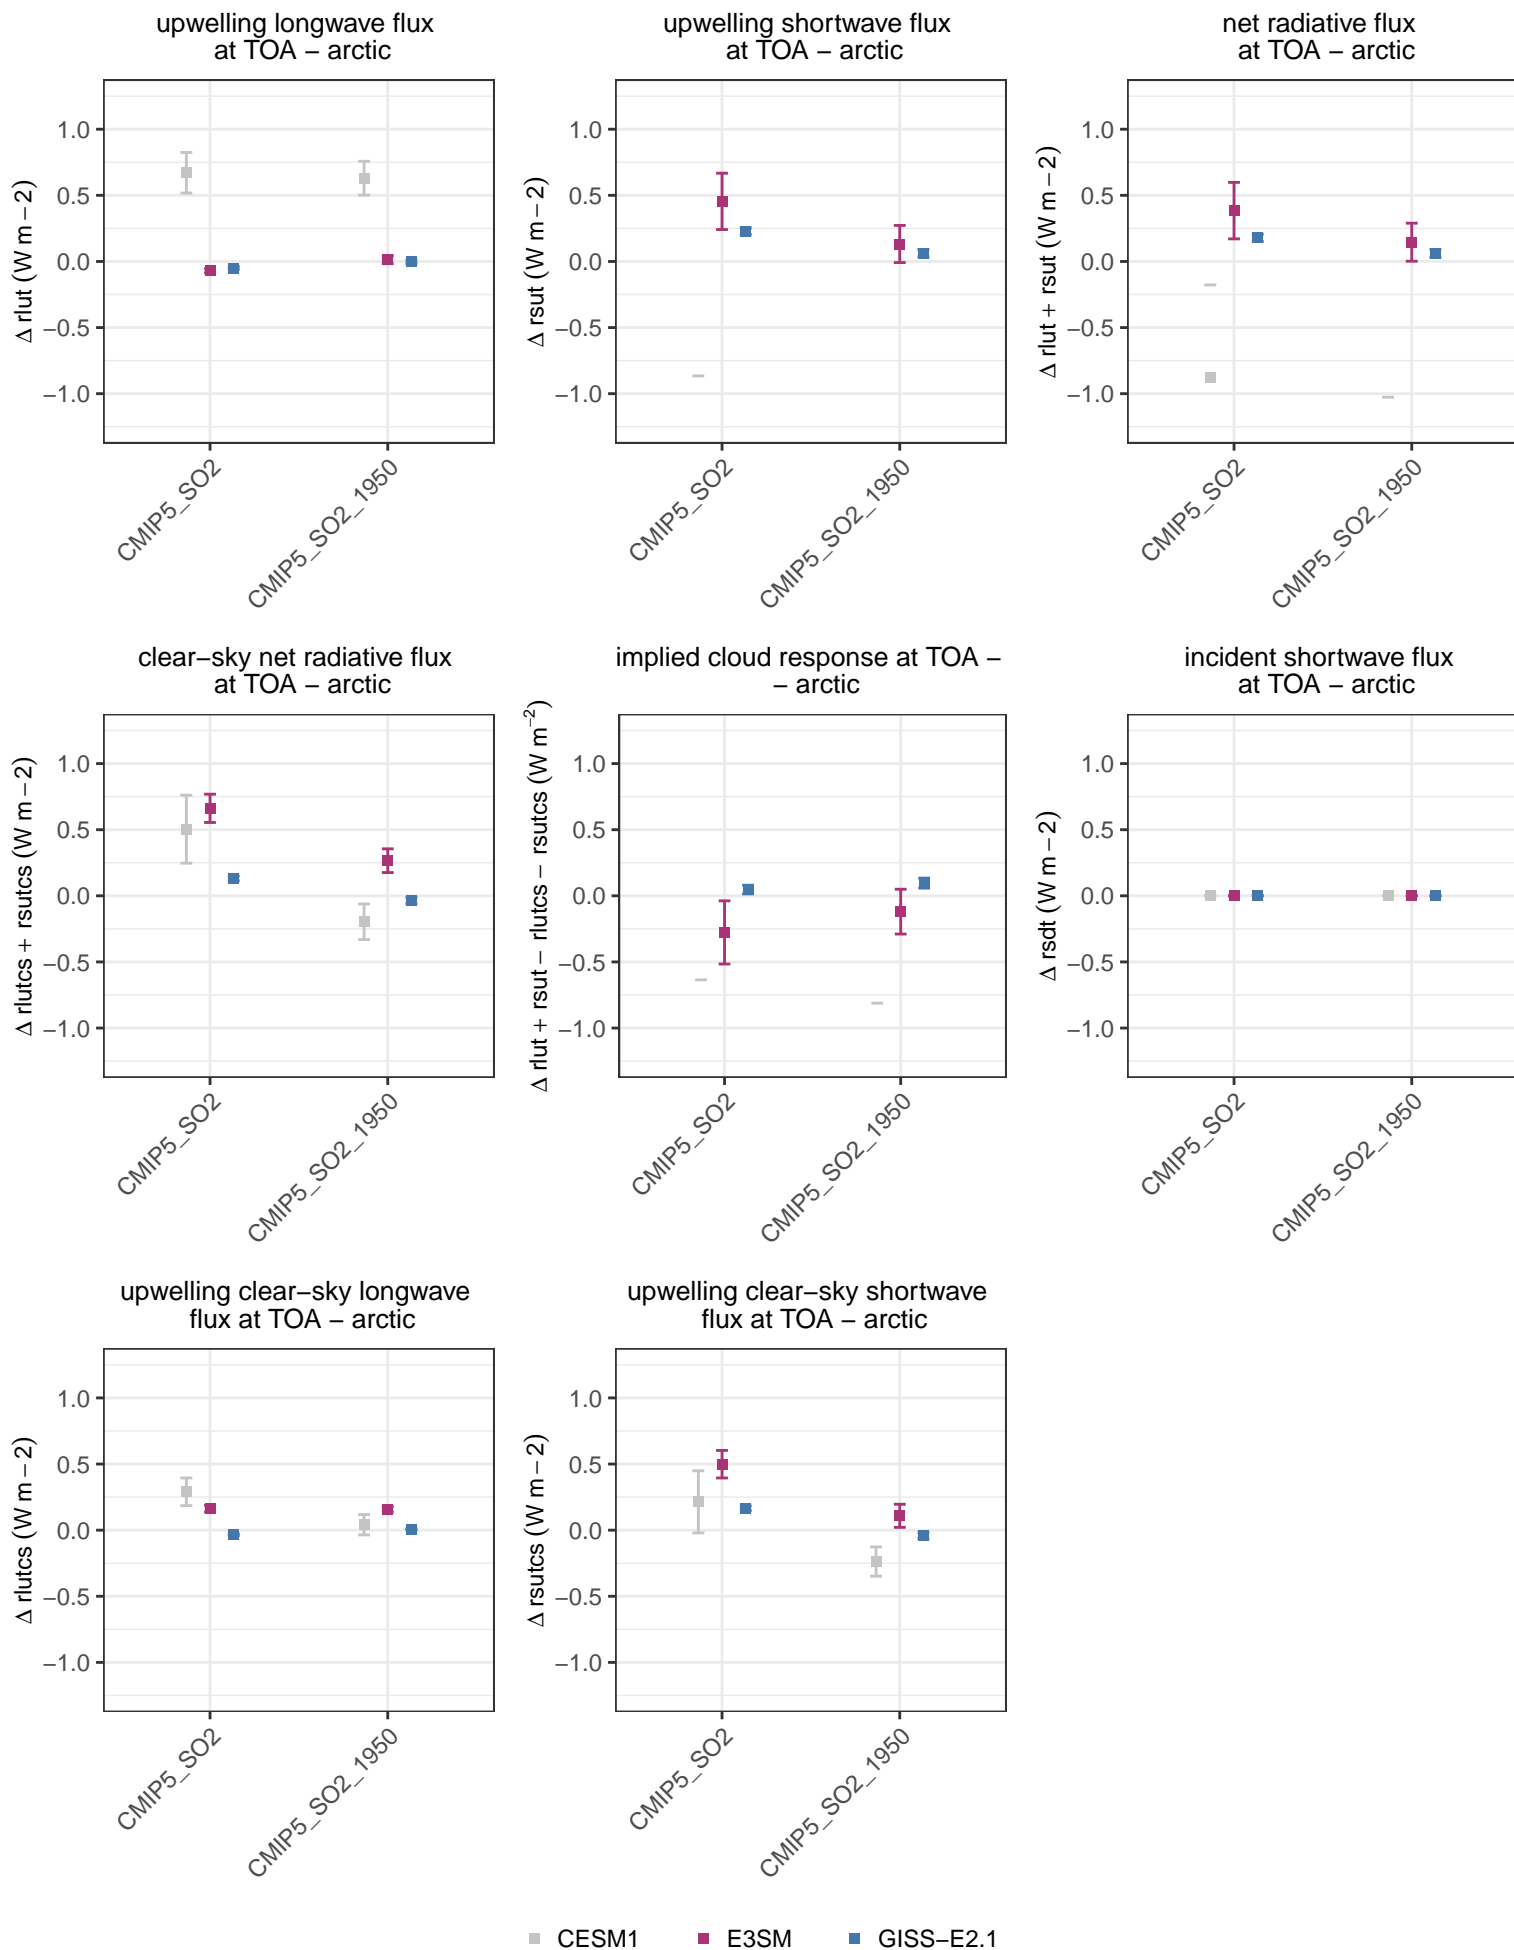 upwelling longwave flux
at TOA − arctic
Δ rlut (W m − 2)
1.0
0.5
0.0
−0.5
−1.0
CMIP5_SO2
CMIP5_SO2_1950
upwelling shortwave flux
at TOA − arctic
Δ rsut (W m − 2)
1.0
0.5
0.0
−0.5
−1.0
CMIP5_SO2
CMIP5_SO2_1950
net radiative flux
at TOA − arctic
Δ rlut + rsut (W m − 2)
1.0
0.5
0.0
−0.5
−1.0
CMIP5_SO2
CMIP5_SO2_1950
clear−sky net radiative flux
at TOA − arctic
Δ rlutcs + rsutcs (W m − 2)
1.0
0.5
0.0
−0.5
−1.0
CMIP5_SO2
CMIP5_SO2_1950
implied cloud response at TOA −
− arctic
Δ rlut + rsut − rlutcs − rsutcs (W m⁻²)
1.0
0.5
0.0
−0.5
−1.0
CMIP5_SO2
CMIP5_SO2_1950
incident shortwave flux
at TOA − arctic
Δ rsdt (W m − 2)
1.0
0.5
0.0
−0.5
−1.0
CMIP5_SO2
CMIP5_SO2_1950
upwelling clear−sky longwave
flux at TOA − arctic
Δ rlutcs (W m − 2)
1.0
0.5
0.0
−0.5
−1.0
CMIP5_SO2
CMIP5_SO2_1950
upwelling clear−sky shortwave
flux at TOA − arctic
Δ rsutcs (W m − 2)
1.0
0.5
0.0
−0.5
−1.0
CMIP5_SO2
CMIP5_SO2_1950
CESM1 E3SM GISS−E2.1